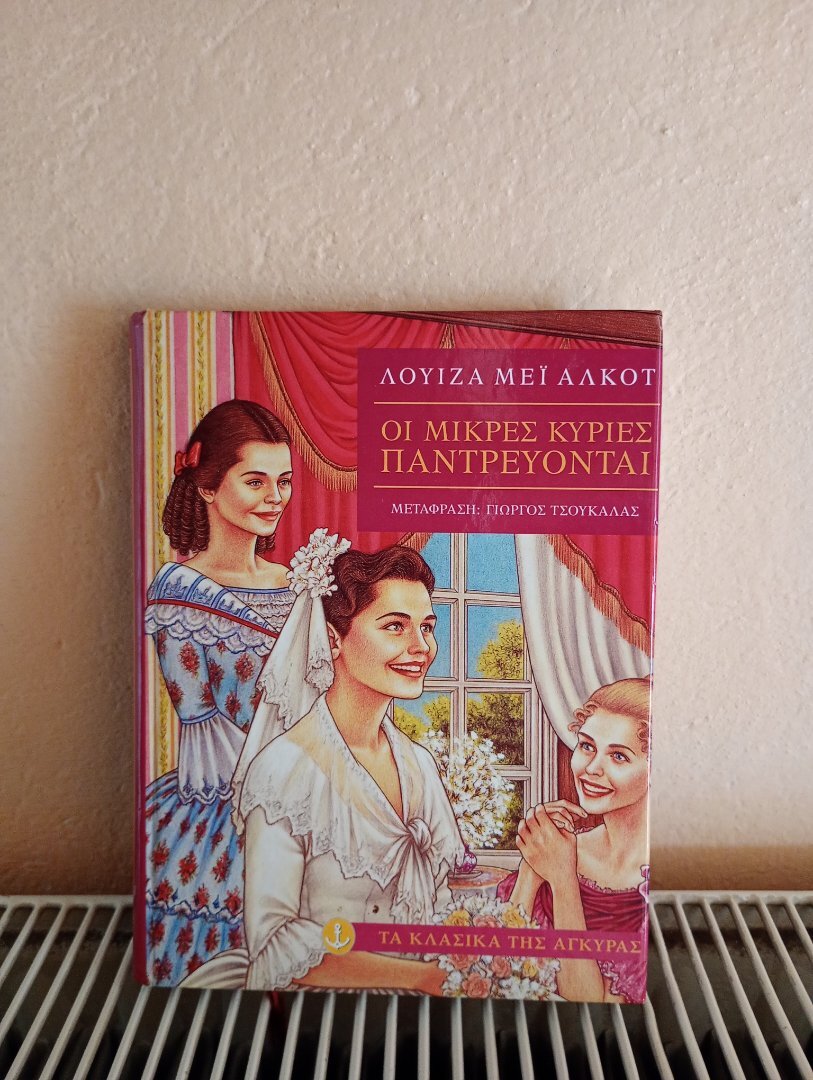 ΛΟΥΙΖΑ ΜΕΪ ΑΛΚΟΤ
ΟΙ ΜΙΚΡΕΣ ΚΥΡΙΕΣ
ΠΑΝΤΡΕΥΟΝΤΑΙ
ΜΕΤΑΦΡΑΣΗ: ΓΙΩΡΓΟΣ ΤΣΟΥΚΑΛΑΣ
ΤΑ ΚΛΑΣΙΚΑ ΤΗΣ ΑΓΚΥΡΑΣ